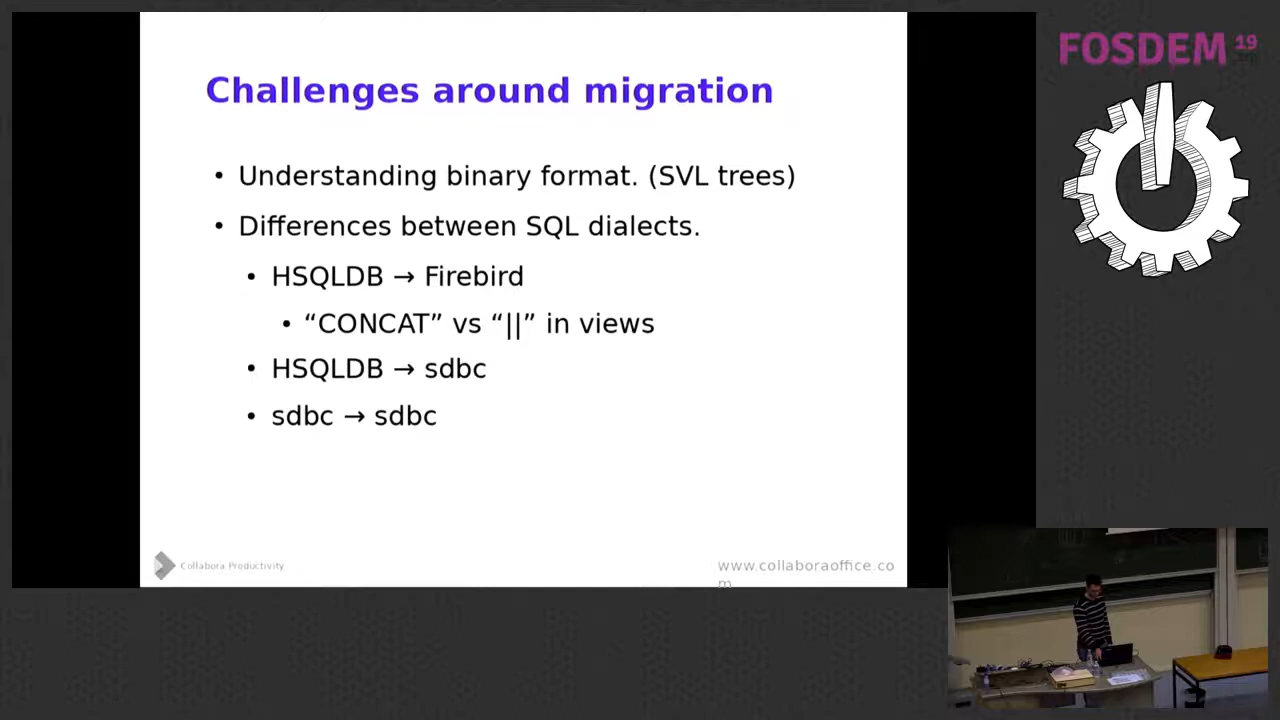 FOSDEM 19
Challenges around migration
• Understanding binary format. (SVL trees)
• Differences between SQL dialects.
• HSQLDB → Firebird
• “CONCAT” vs “||” in views
• HSQLDB → sdbc
• sdbc → sdbc
Collabora Productivity
www.collaboraoffice.co
m